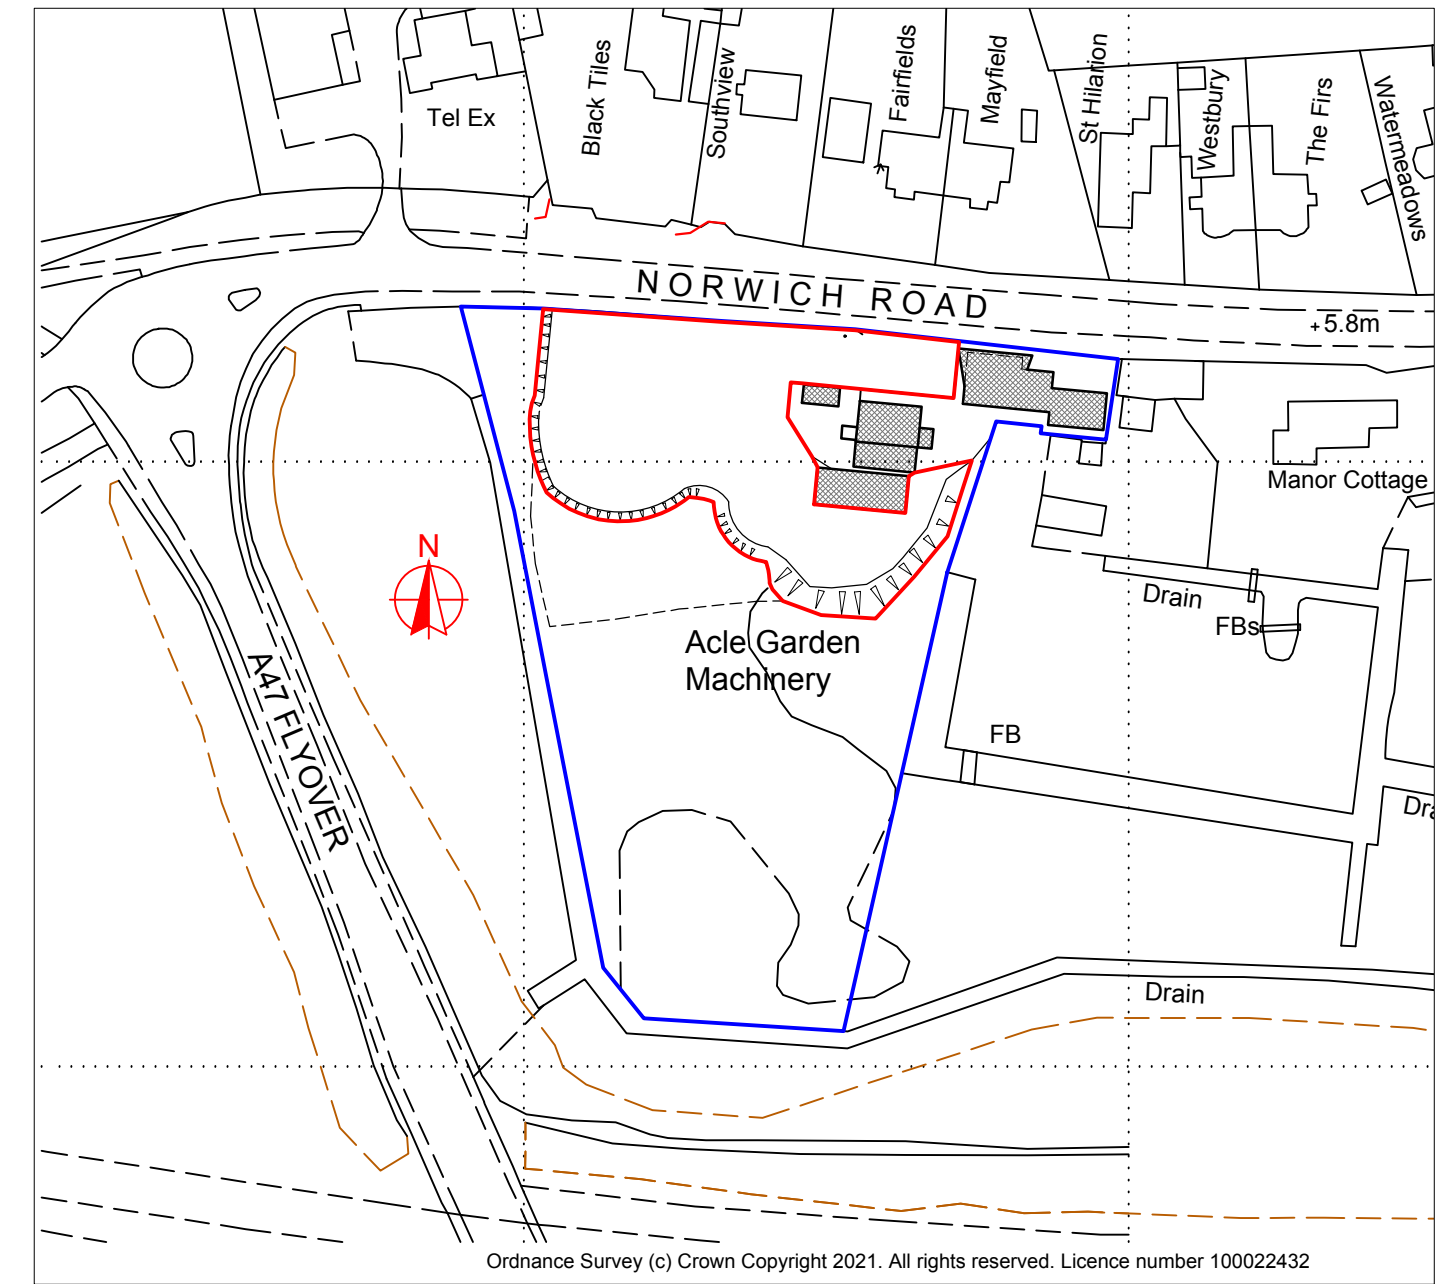 Tel Ex
Black Tiles
Southview
Fairfields
Mayfield
St Hilarion
Westbury
The Firs
Watermeadows
NORWICH ROAD
+5.8m
Manor Cottage
N
Drain
FBs
Acle Garden
Machinery
A47 FLYOVER
FB
Dra
Drain
Ordnance Survey (c) Crown Copyright 2021. All rights reserved. Licence number 100022432